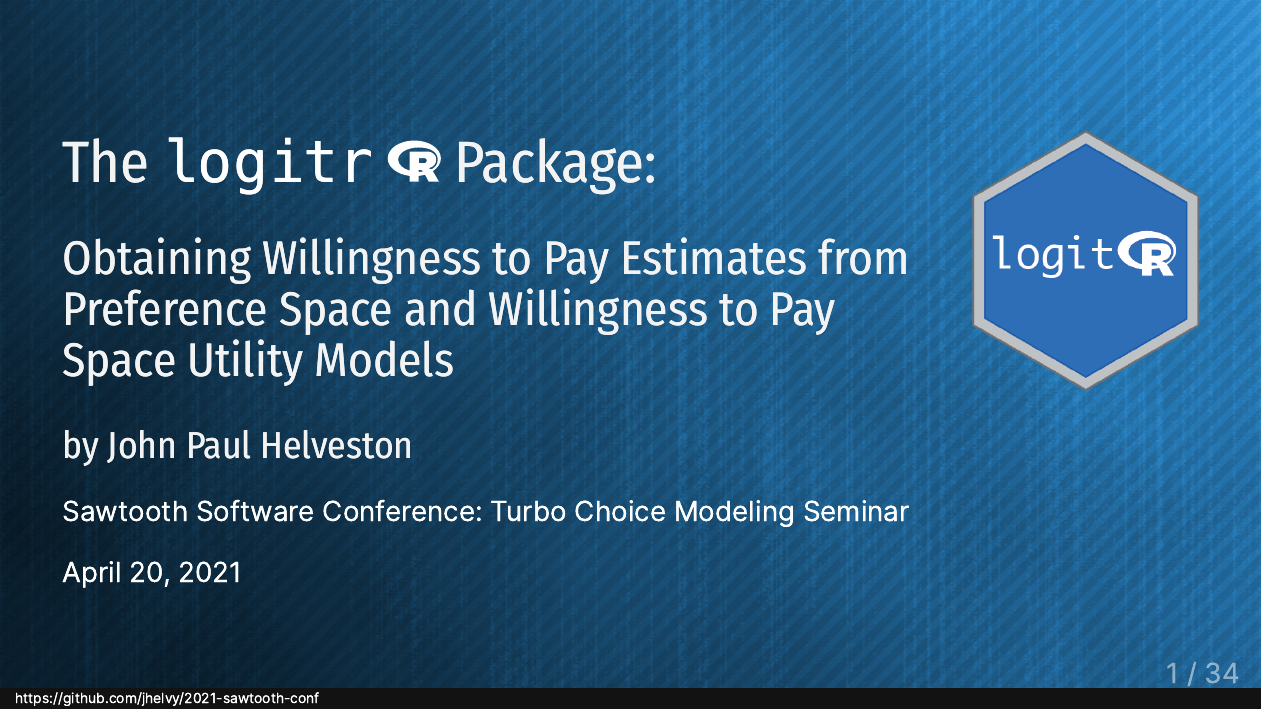 The logitr R Package:
Obtaining Willingness to Pay Estimates from
Preference Space and Willingness to Pay
Space Utility Models
by John Paul Helveston
Sawtooth Software Conference: Turbo Choice Modeling Seminar
April 20, 2021
logitR
1 / 34
https://github.com/jhelvy/2021-sawtooth-conf